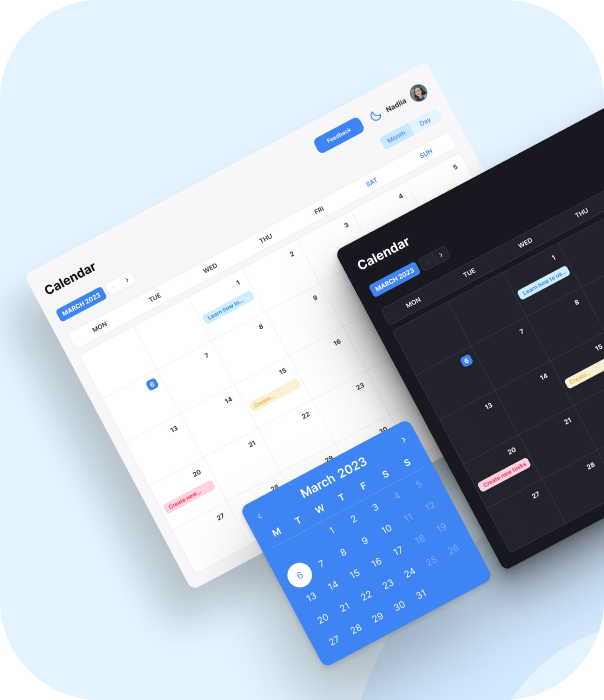 Nadiia
Feedback
Month Day
Calendar
MARCH 2023 ‹ ›
MON TUE WED THU FRI SAT SUN
1 2 3 4 5
Learn how to...
6 7 8 9
13 14 15 16
Create...
20 21 22 23
Create new...
27 28 29 30
Calendar
MARCH 2023 ‹ ›
MON TUE WED THU
1
Learn how to us...
6 7 8
13 14 15
Create...
20 21
Create new tasks
27 28
‹ March 2023 ›
M T W T F S S
1 2 3 4 5
6 7 8 9 10 11 12
13 14 15 16 17 18 19
20 21 22 23 24 25 26
27 28 29 30 31